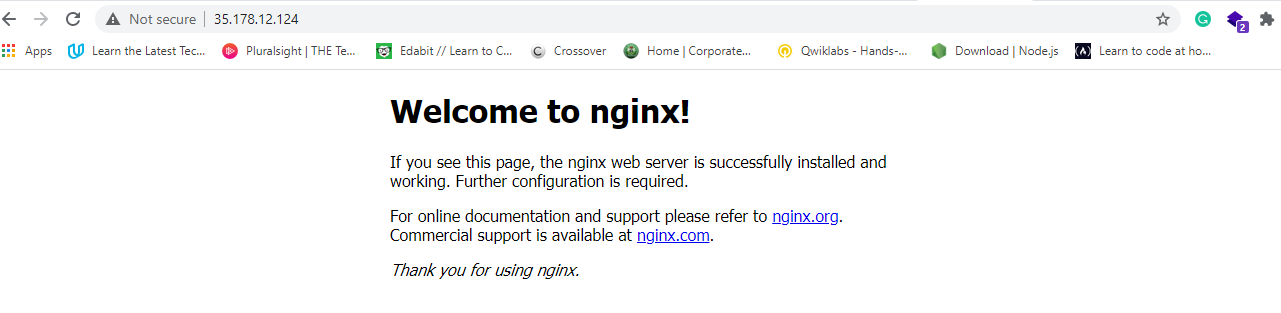 Not secure 35.178.12.124
Apps Learn the Latest Tec... Pluralsight | THE Te... Edabit // Learn to C... Crossover Home | Corporate... Qwiklabs - Hands-... Download | Node.js Learn to code at ho...
2
Welcome to nginx!
If you see this page, the nginx web server is successfully installed and
working. Further configuration is required.
For online documentation and support please refer to nginx.org.
Commercial support is available at nginx.com.
Thank you for using nginx.